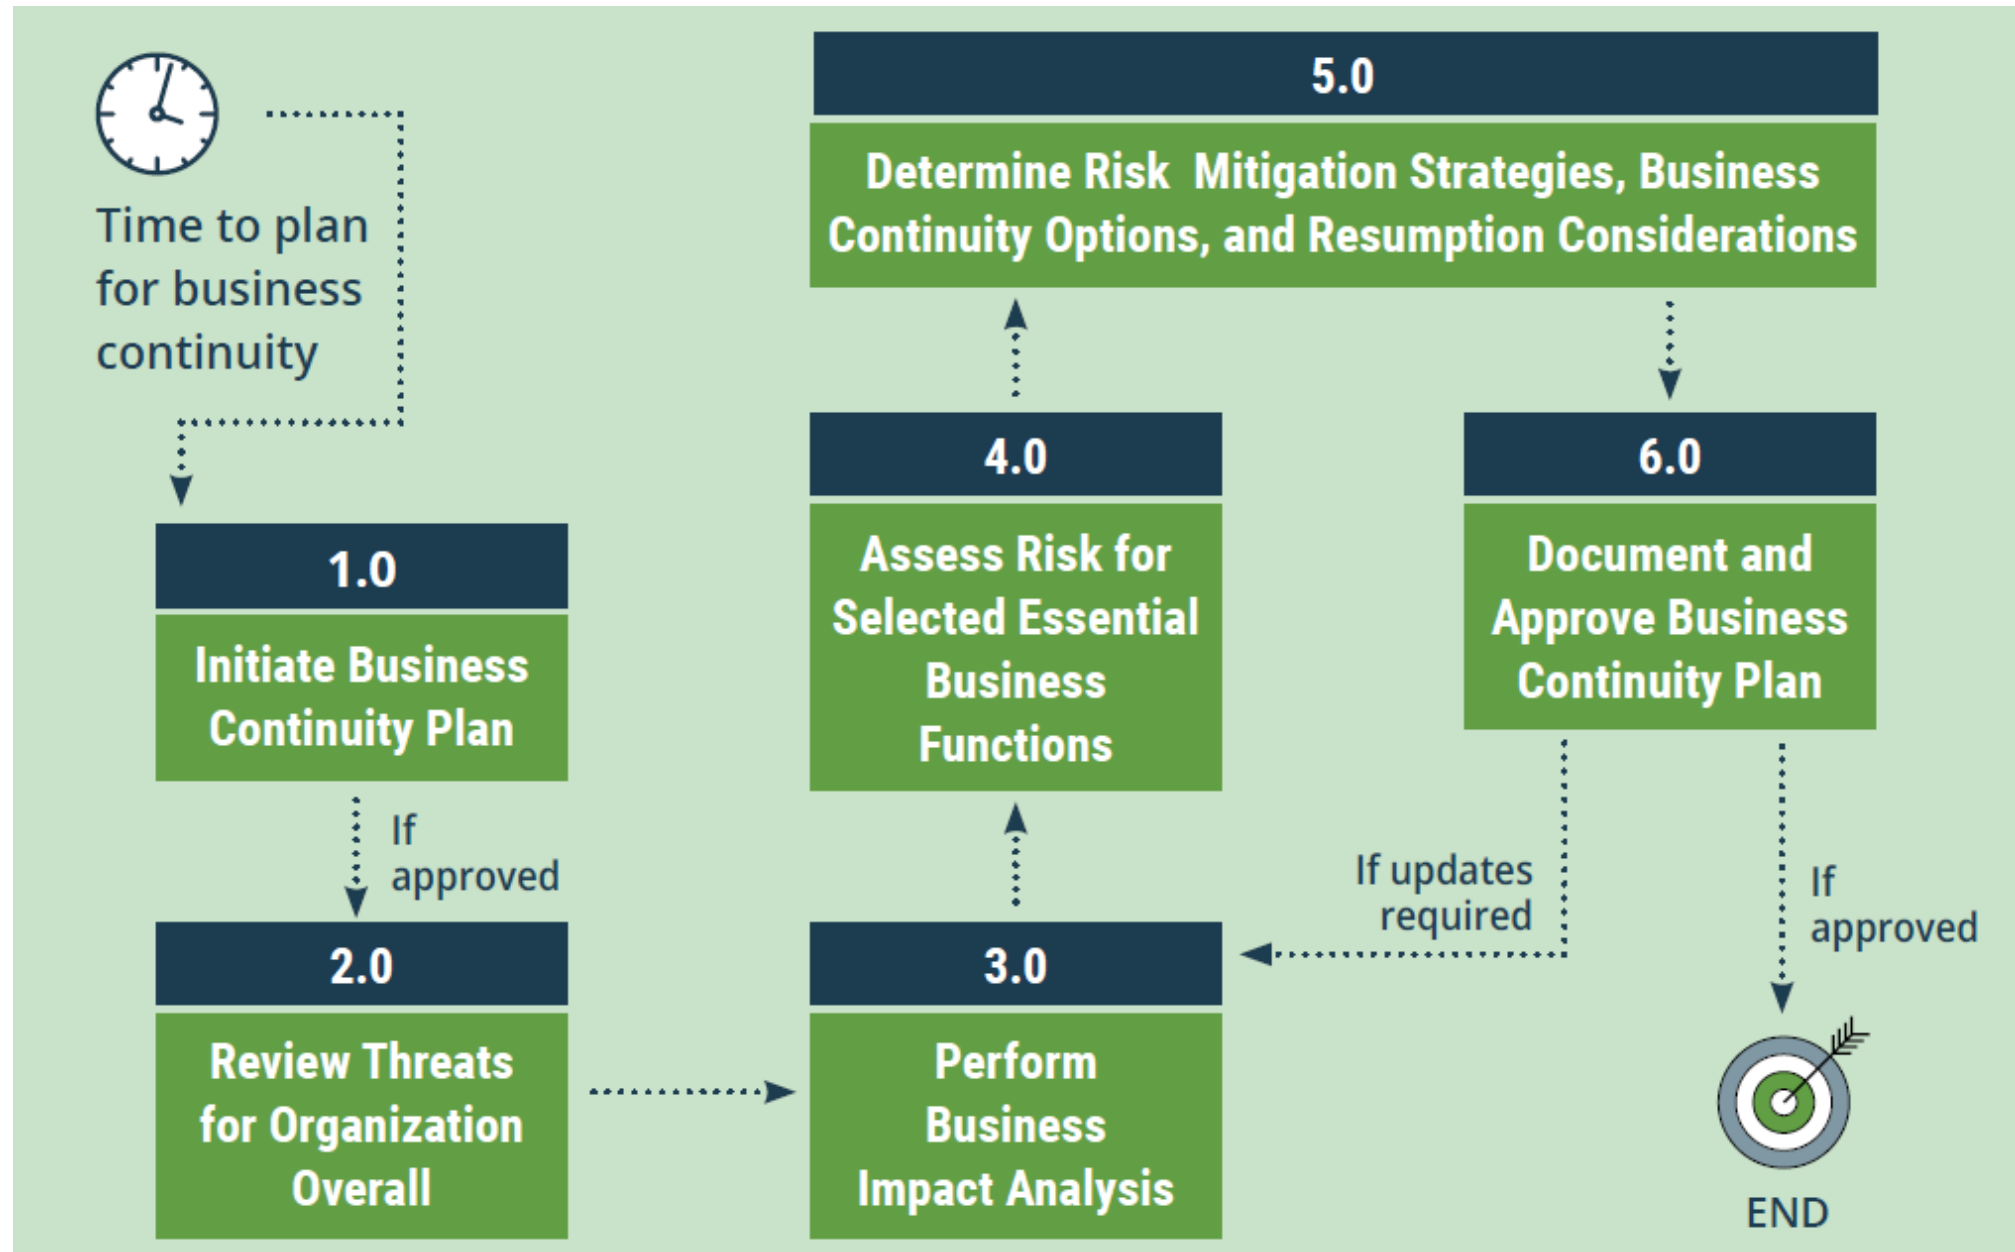 Time to plan
for business
continuity
1.0
Initiate Business
Continuity Plan
If
approved
2.0
Review Threats
for Organization
Overall
3.0
Perform
Business
Impact Analysis
4.0
Assess Risk for
Selected Essential
Business
Functions
5.0
Determine Risk  Mitigation Strategies, Business
Continuity Options, and Resumption Considerations
6.0
Document and
Approve Business
Continuity Plan
If updates
required
If
approved
END